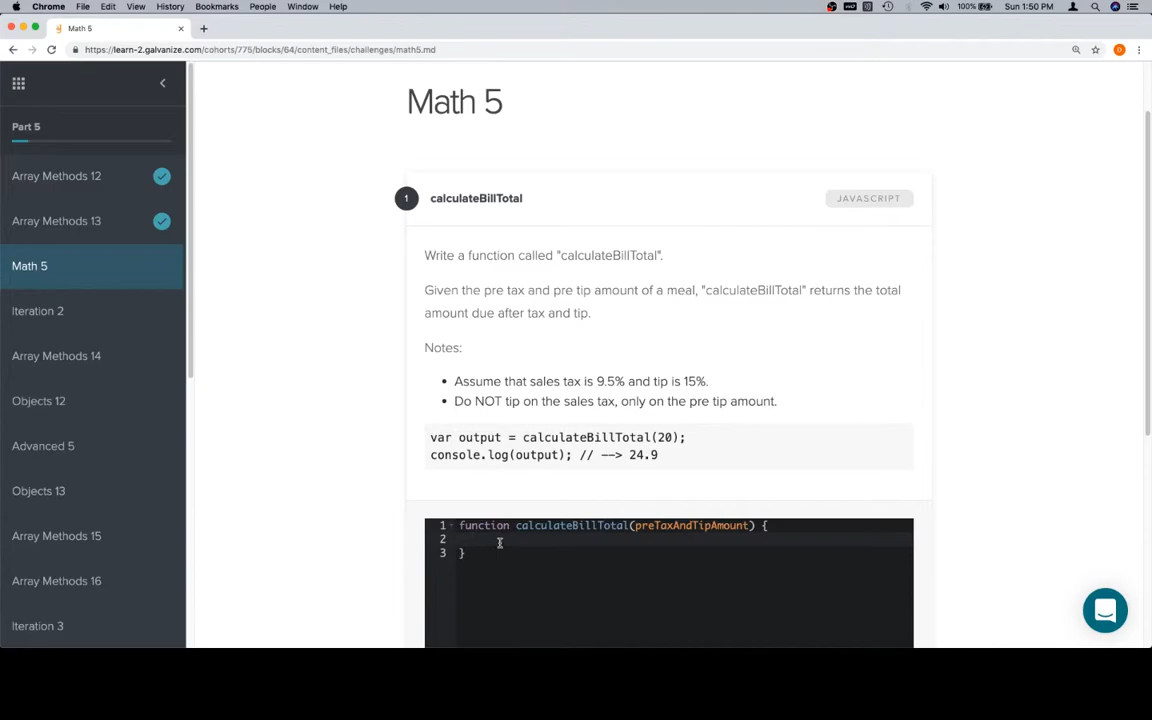 Chrome File Edit View History Bookmarks People Window Help 100% Sun 1:50 PM
Math 5
https://learn-2.galvanize.com/cohorts/775/blocks/64/content_files/challenges/math5.md
Part 5
Array Methods 12
Array Methods 13
Math 5
Iteration 2
Array Methods 14
Objects 12
Advanced 5
Objects 13
Array Methods 15
Array Methods 16
Iteration 3
Math 5
1 calculateBillTotal JAVASCRIPT
Write a function called "calculateBillTotal".
Given the pre tax and pre tip amount of a meal, "calculateBillTotal" returns the total
amount due after tax and tip.
Notes:
• Assume that sales tax is 9.5% and tip is 15%.
• Do NOT tip on the sales tax, only on the pre tip amount.
var output = calculateBillTotal(20);
console.log(output); // --> 24.9
1 function calculateBillTotal(preTaxAndTipAmount) {
2
3 }